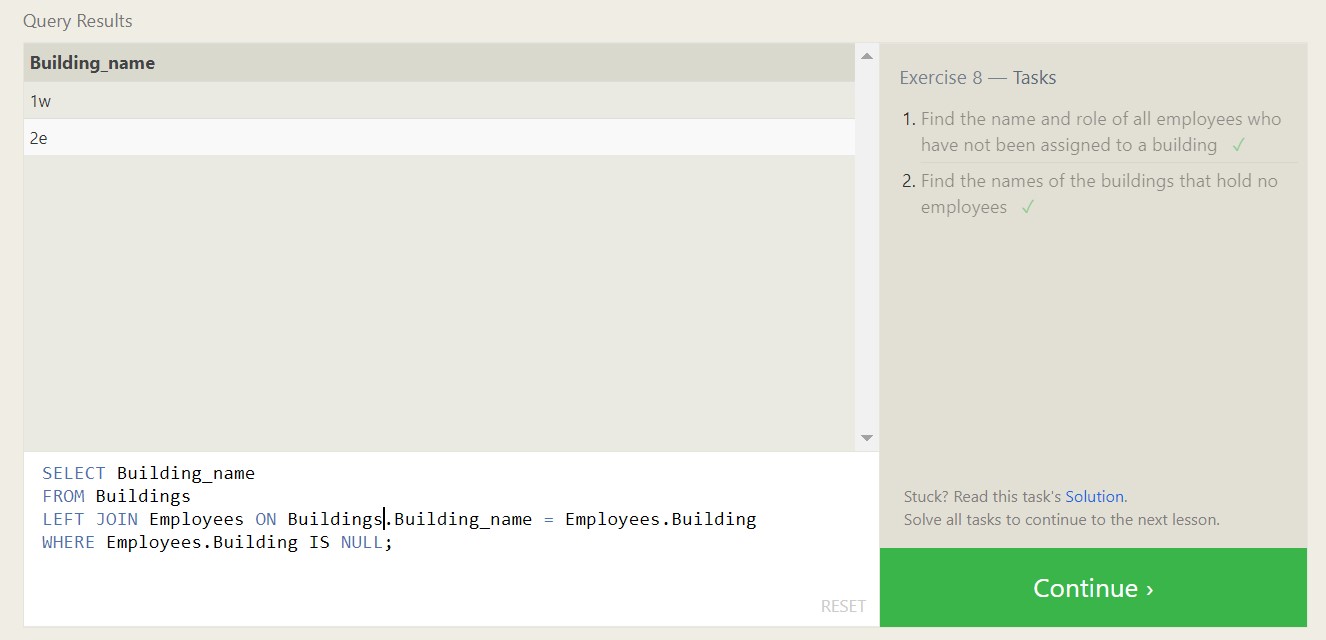 Query Results
Building_name
1w
2e
SELECT Building_name
FROM Buildings
LEFT JOIN Employees ON Buildings.Building_name = Employees.Building
WHERE Employees.Building IS NULL;
RESET
Exercise 8 — Tasks
1. Find the name and role of all employees who
have not been assigned to a building ✓
2. Find the names of the buildings that hold no
employees ✓
Stuck? Read this task's Solution.
Solve all tasks to continue to the next lesson.
Continue ›